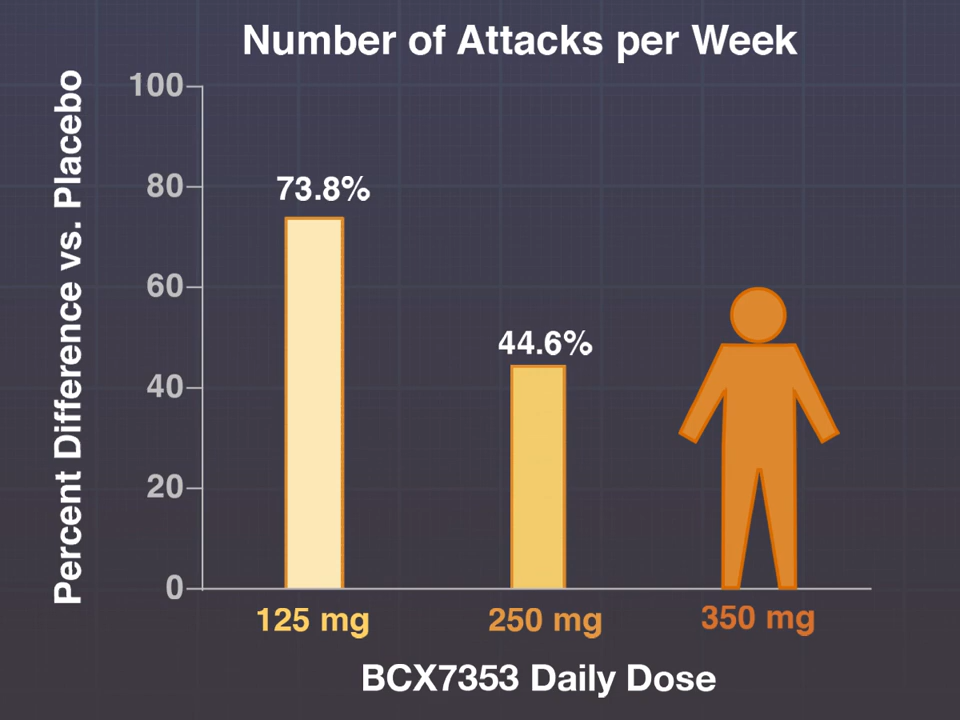 Number of Attacks per Week
Percent Difference vs. Placebo
100
80
60
40
20
0
73.8%
44.6%
125 mg
250 mg
350 mg
BCX7353 Daily Dose